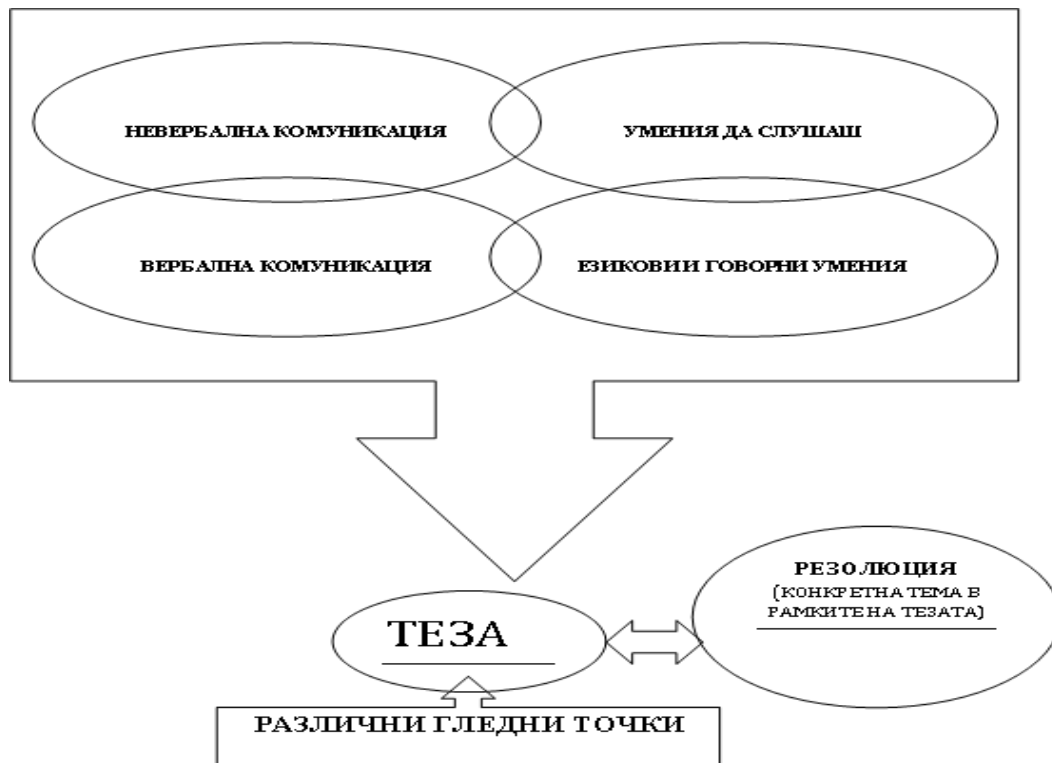 НЕВЕРБАЛНА КОМУНИКАЦИЯ
УМЕНИЯ ДА СЛУШАШ
ВЕРБАЛНА КОМУНИКАЦИЯ
ЕЗИКОВИ И ГОВОРНИ УМЕНИЯ
РЕЗОЛЮЦИЯ
(КОНКРЕТНА ТЕМА В
РАМКИТЕ НА ТЕЗАТА)
ТЕЗА
РАЗЛИЧНИ ГЛЕДНИ ТОЧКИ